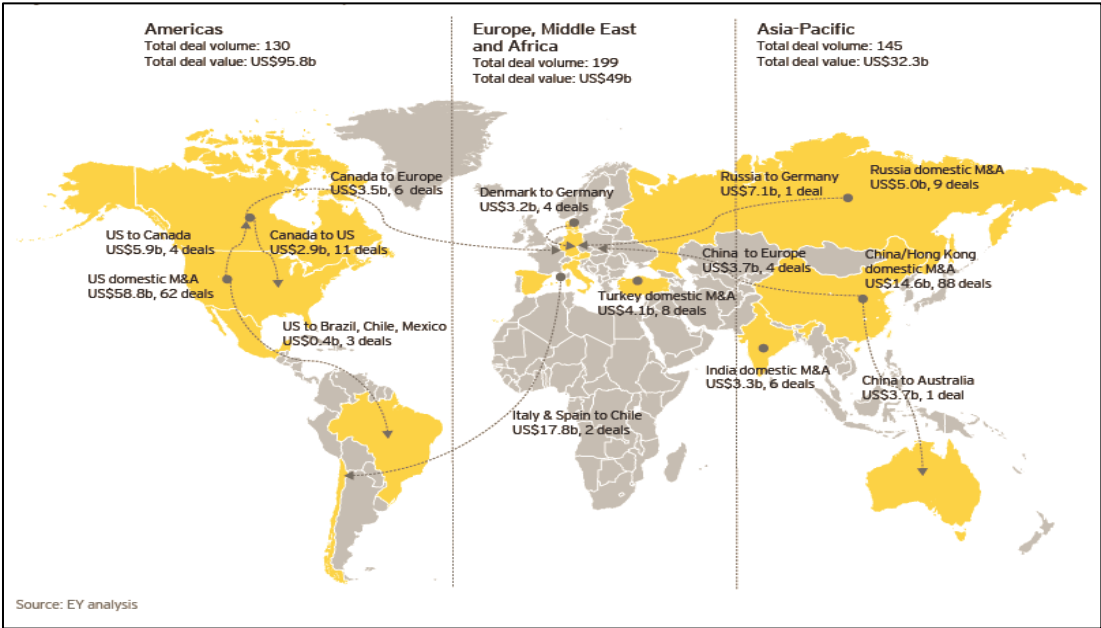 Americas
Total deal volume: 130
Total deal value: US$95.8b
Europe, Middle East
and Africa
Total deal volume: 199
Total deal value: US$49b
Asia-Pacific
Total deal volume: 145
Total deal value: US$32.3b
Canada to Europe
US$3.5b, 6 deals
Denmark to Germany
US$3.2b, 4 deals
Russia to Germany
US$7.1b, 1 deal
Russia domestic M&A
US$5.0b, 9 deals
US to Canada
US$5.9b, 4 deals
Canada to US
US$2.9b, 11 deals
US domestic M&A
US$58.8b, 62 deals
China to Europe
US$3.7b, 4 deals
China/Hong Kong
domestic M&A
US$14.6b, 88 deals
Turkey domestic M&A
US$4.1b, 8 deals
US to Brazil, Chile, Mexico
US$0.4b, 3 deals
India domestic M&A
US$3.3b, 6 deals
China to Australia
US$3.7b, 1 deal
Italy & Spain to Chile
US$17.8b, 2 deals
Source: EY analysis